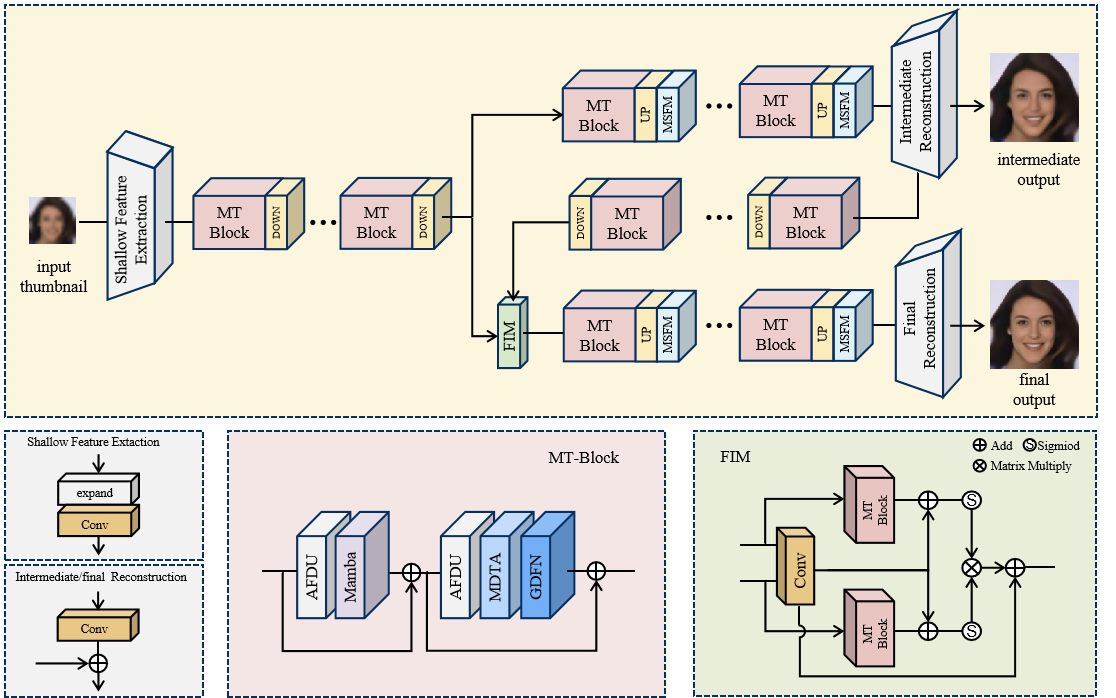 input
thumbnail
Shallow Feature
Extraction
MT
Block
DOWN
MT
Block
DOWN
MT
Block
UP
MSFM
MT
Block
UP
MSFM
Intermediate
Reconstruction
intermediate
output
DOWN
MT
Block
DOWN
MT
Block
FIM
MT
Block
UP
MSFM
MT
Block
UP
MSFM
Final
Reconstruction
final
output
Shallow Feature Extaction
expand
Conv
Intermediate/final Reconstruction
Conv
MT-Block
AFDU
Mamba
AFDU
MDTA
GDFN
FIM
Add
S Sigmiod
Matrix Multiply
MT
Block
S
Conv
MT
Block
S